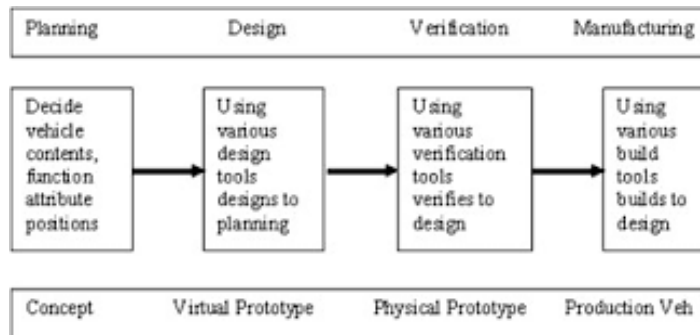 Planning Design Verification Manufacturing
Decide
vehicle
contents,
function
attribute
positions
Using
various
design
tools
designs to
planning
Using
various
verification
tools
verifies to
design
Using
various
build
tools
builds to
design
Concept Virtual Prototype Physical Prototype Production Veh